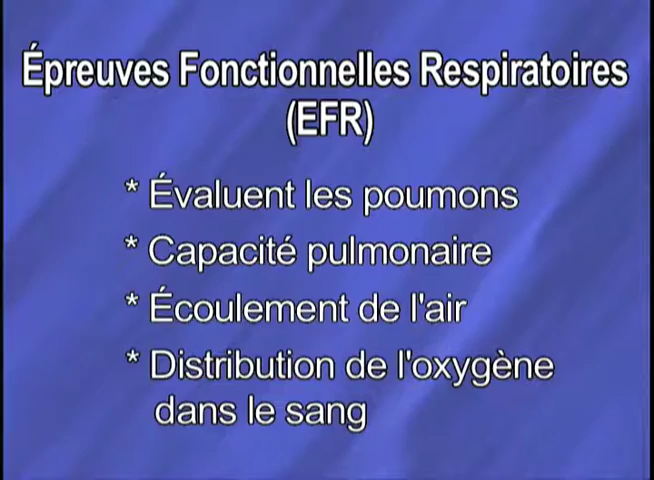 Épreuves Fonctionnelles Respiratoires
(EFR)
* Évaluent les poumons
* Capacité pulmonaire
* Écoulement de l'air
* Distribution de l'oxygène
dans le sang